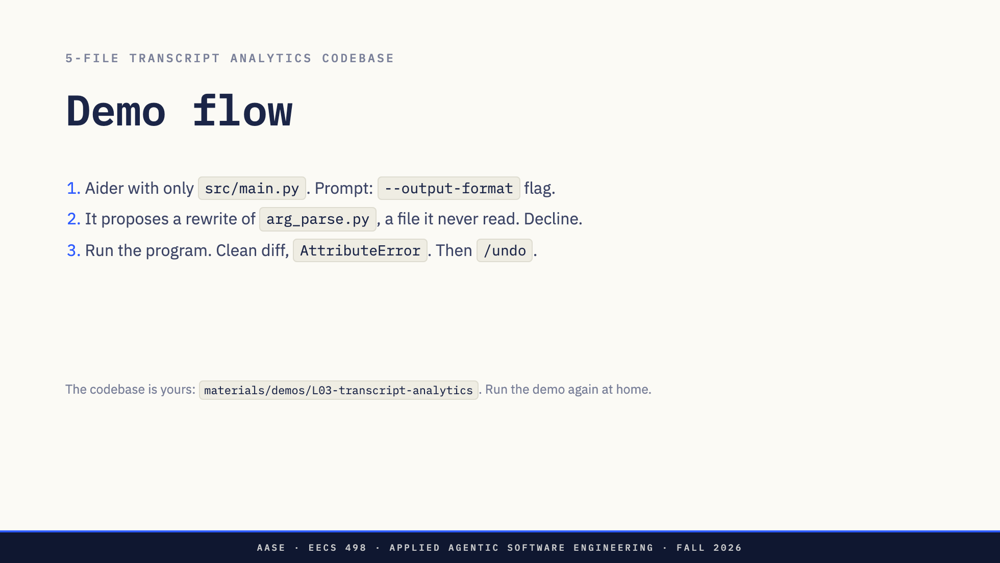 5-FILE TRANSCRIPT ANALYTICS CODEBASE
Demo flow
1. Aider with only src/main.py. Prompt: --output-format flag.
2. It proposes a rewrite of arg_parse.py, a file it never read. Decline.
3. Run the program. Clean diff, AttributeError. Then /undo.
The codebase is yours: materials/demos/L03-transcript-analytics. Run the demo again at home.
AASE · EECS 498 · APPLIED AGENTIC SOFTWARE ENGINEERING · FALL 2026